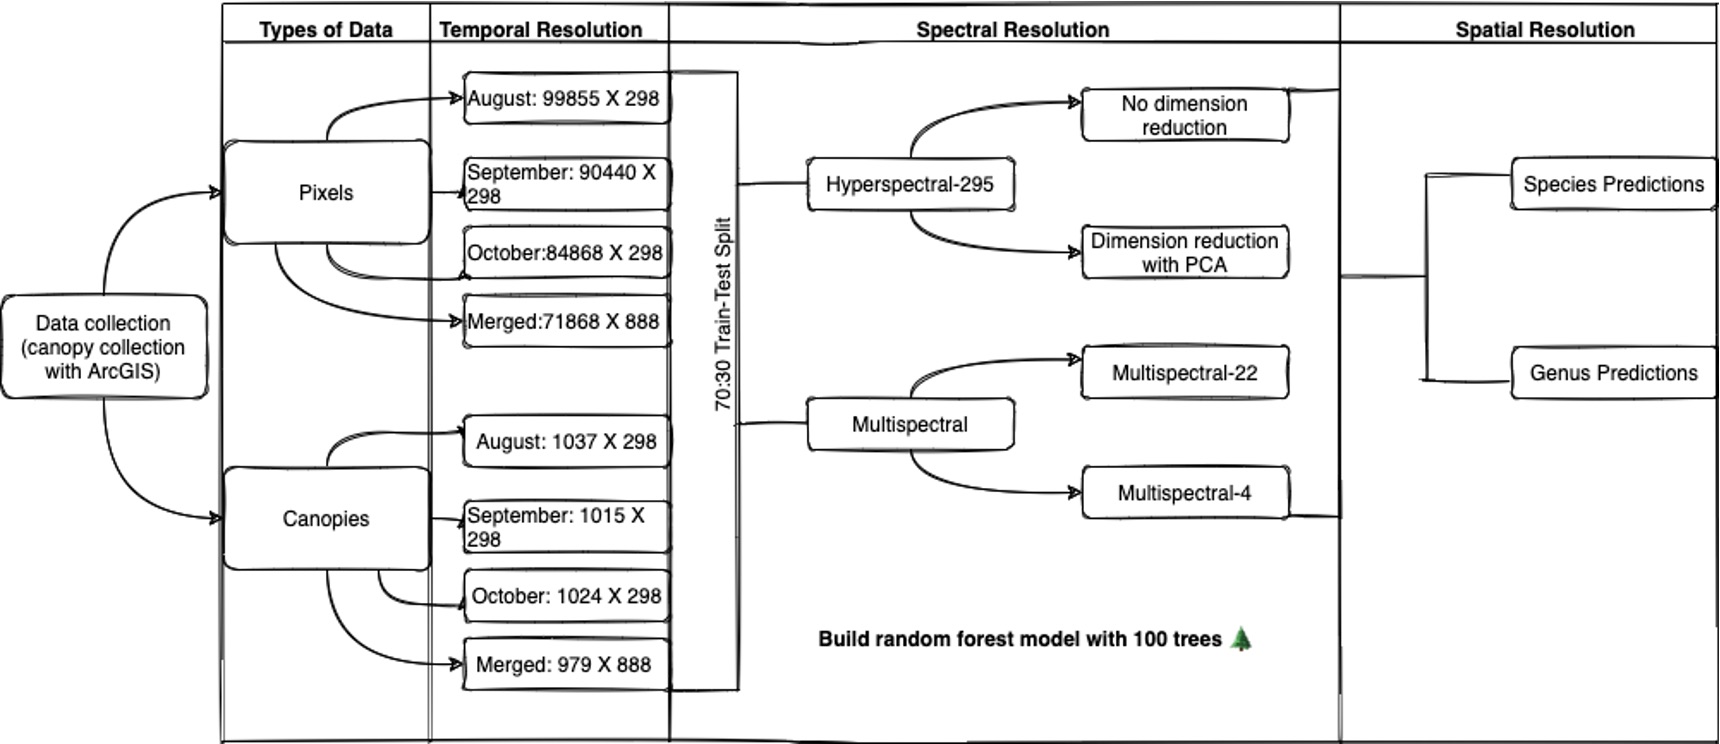 Types of Data
Temporal Resolution
Spectral Resolution
Spatial Resolution
Data collection
(canopy collection
with ArcGIS)
Pixels
Canopies
August: 99855 X 298
September: 90440 X
298
October:84868 X 298
Merged:71868 X 888
August: 1037 X 298
September: 1015 X
298
October: 1024 X 298
Merged: 979 X 888
70:30 Train-Test Split
Hyperspectral-295
Multispectral
No dimension
reduction
Dimension reduction
with PCA
Multispectral-22
Multispectral-4
Build random forest model with 100 trees 🌲
Species Predictions
Genus Predictions